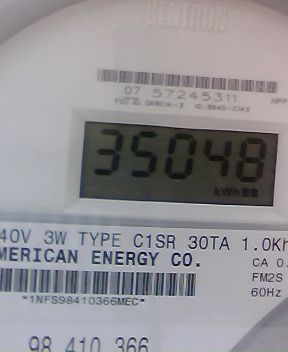 CENTRON
07 57245311
35048
kWh
40V 3W TYPE C1SR 30TA 1.0Kh
MERICAN ENERGY CO.
CA 0.
FM2S
60Hz
*1NFS98410366MEC*
98 410 366